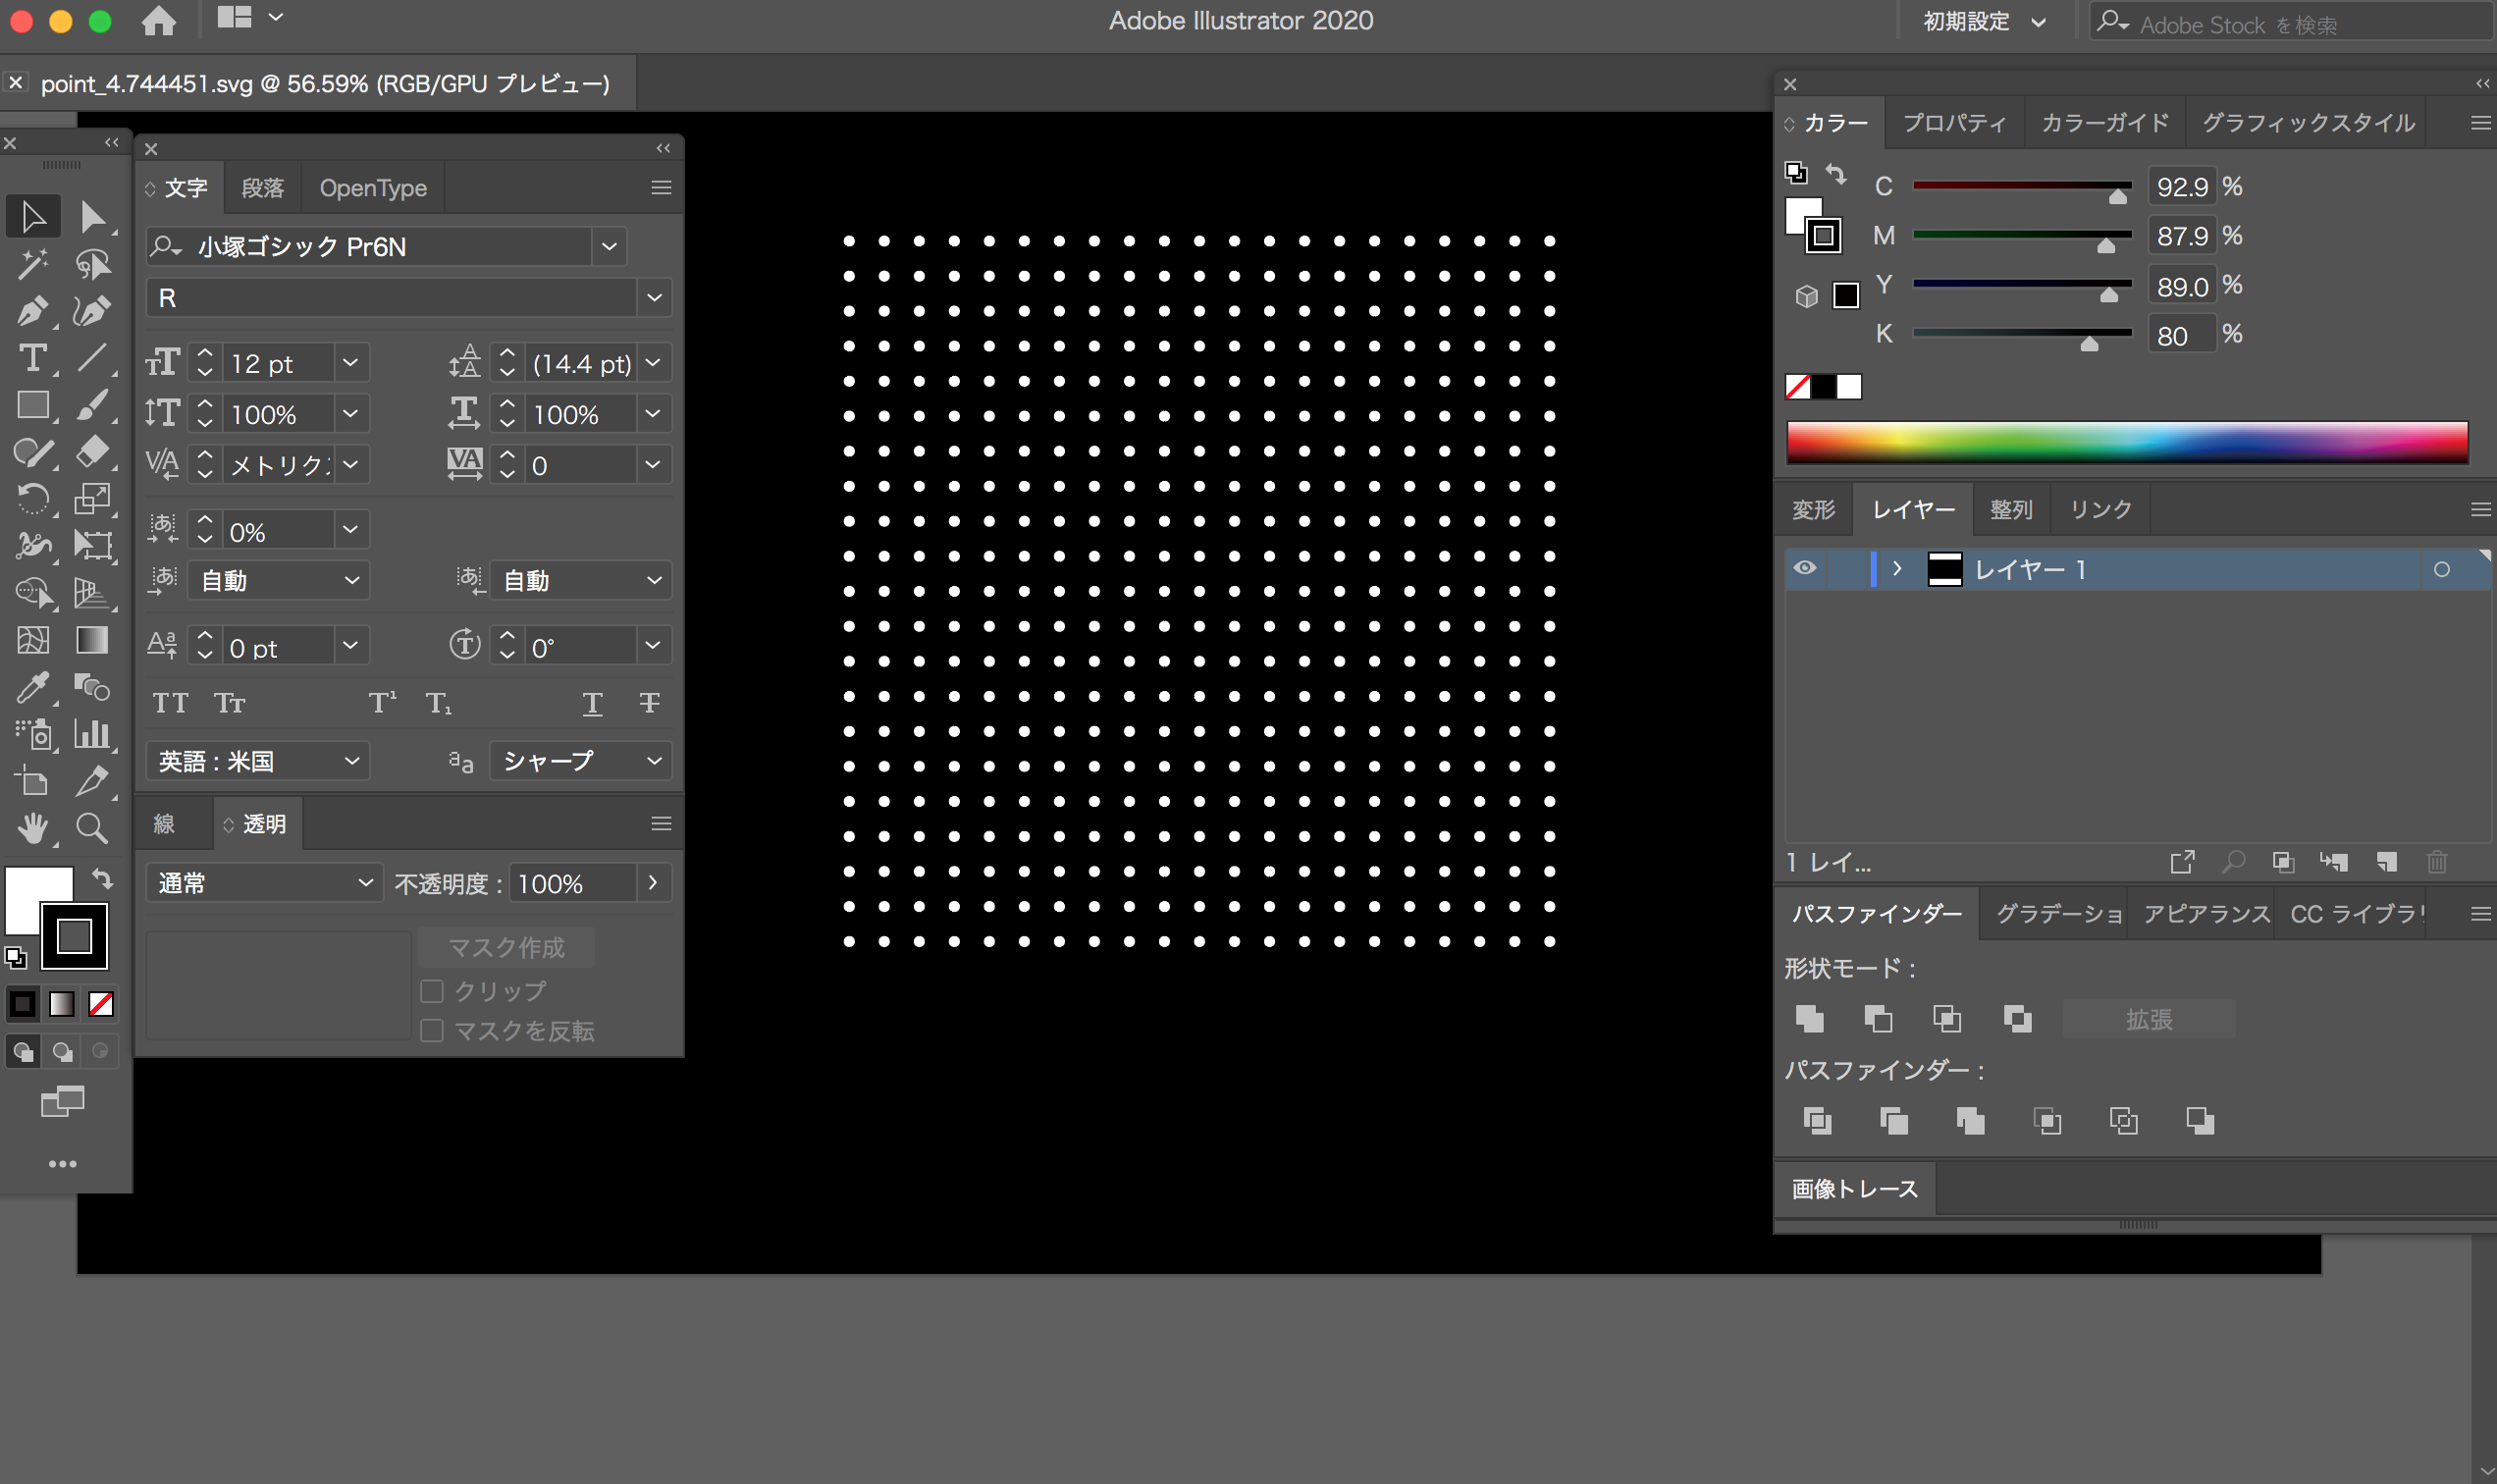 Adobe Illustrator 2020
初期設定
Adobe Stock を検索
point_4.744451.svg @ 56.59% (RGB/GPU プレビュー)
文字 段落 OpenType
小塚ゴシック Pr6N
R
12 pt (14.4 pt)
100% 100%
メトリク 0
0%
自動 自動
0 pt 0°
英語 : 米国 シャープ
線 透明
通常 不透明度 : 100%
マスク作成
クリップ
マスクを反転
カラー プロパティ カラーガイド グラフィックスタイル
C 92.9 %
M 87.9 %
Y 89.0 %
K 80 %
変形 レイヤー 整列 リンク
レイヤー 1
1 レイ...
パスファインダー グラデーショ アピアランス CC ライブラリ
形状モード :
拡張
パスファインダー :
画像トレース